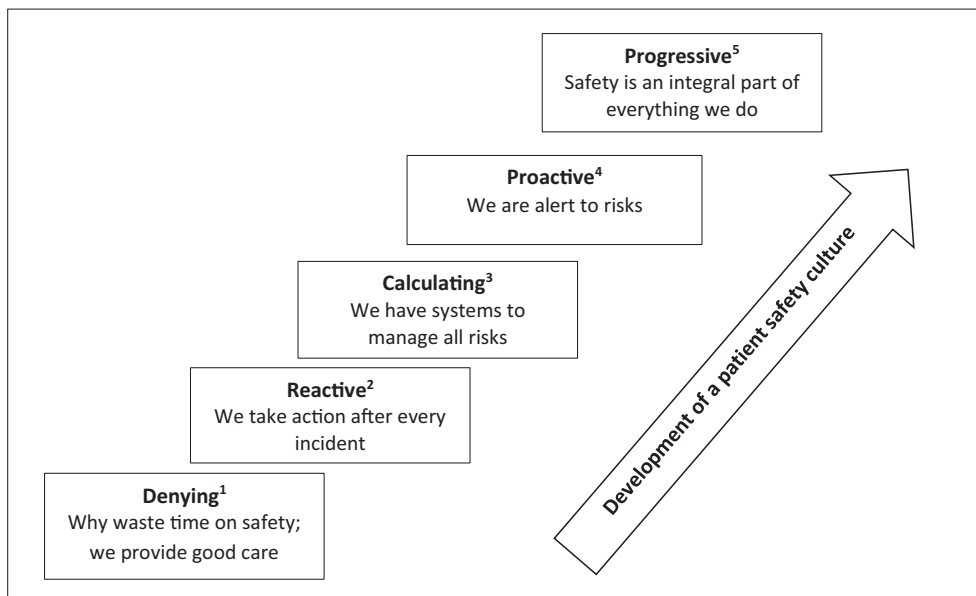 Progressive⁵
Safety is an integral part of
everything we do
Proactive⁴
We are alert to risks
Calculating³
We have systems to
manage all risks
Reactive²
We take action after every
incident
Denying¹
Why waste time on safety;
we provide good care
Development of a patient safety culture